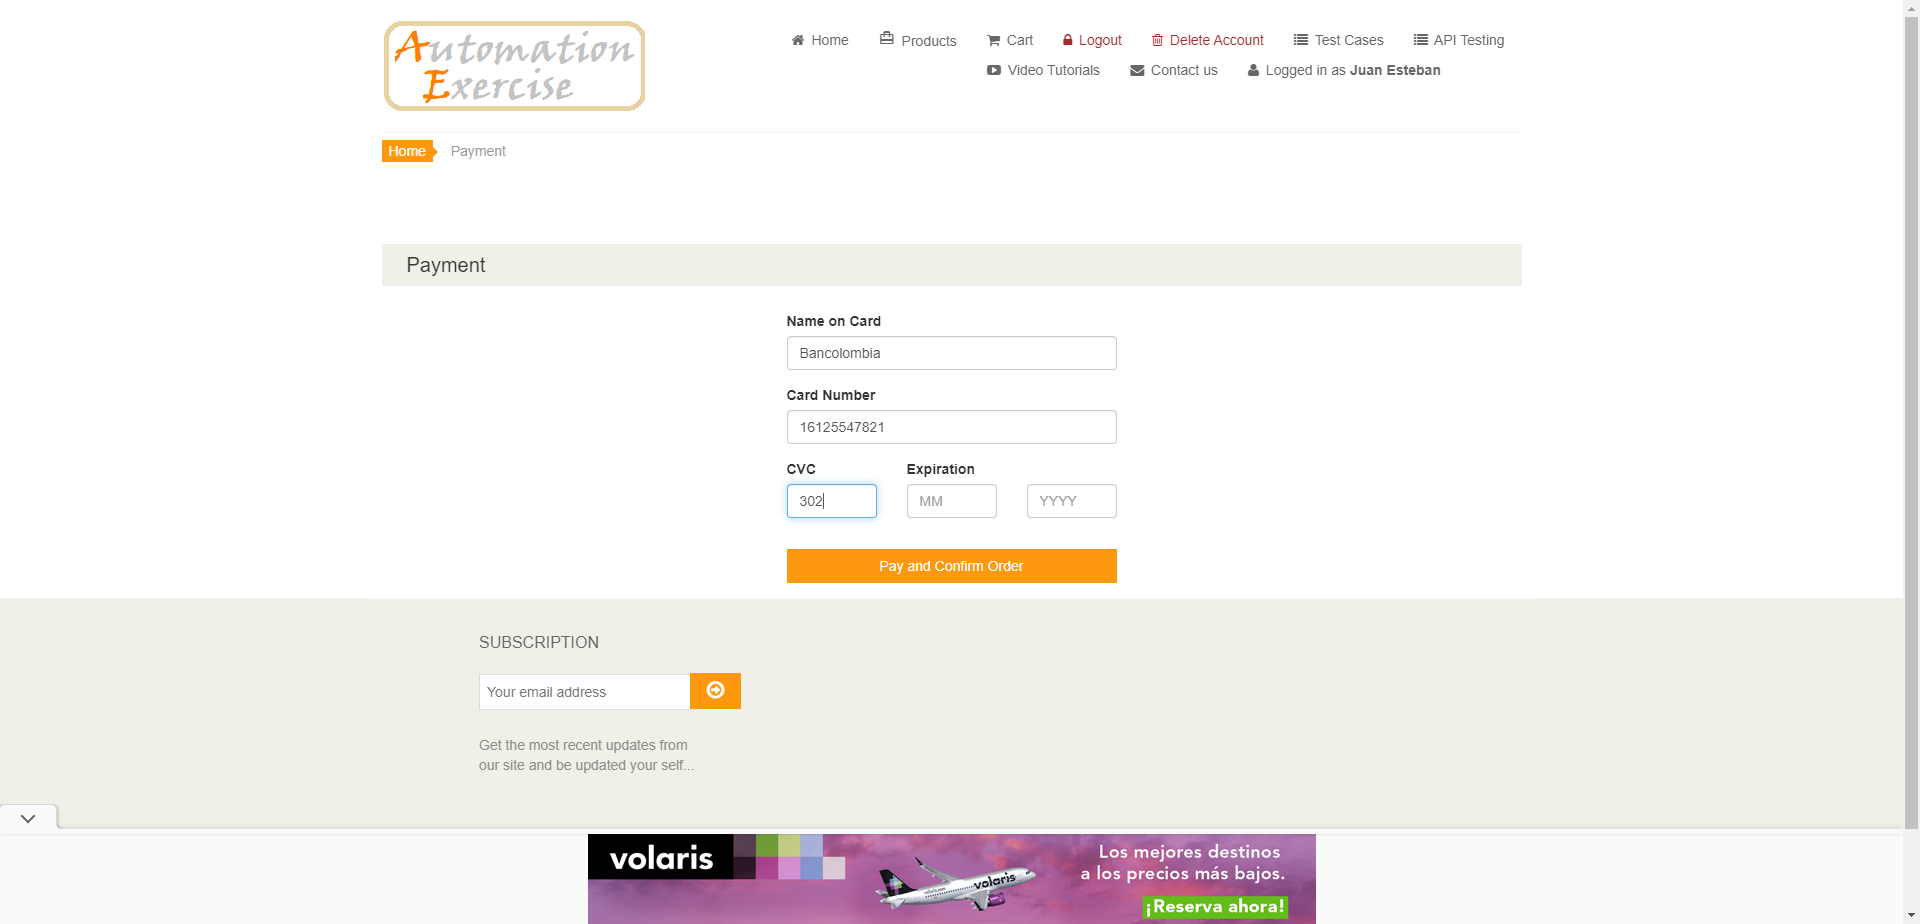 Automation
Exercise
Home
Products
Cart
Logout
Delete Account
Test Cases
API Testing
Video Tutorials
Contact us
Logged in as Juan Esteban
Home
Payment
Payment
Name on Card
Bancolombia
Card Number
16125547821
CVC
Expiration
302
MM
YYYY
Pay and Confirm Order
SUBSCRIPTION
Your email address
Get the most recent updates from
our site and be updated your self...
volaris
Los mejores destinos
a los precios más bajos.
¡Reserva ahora!
volaris